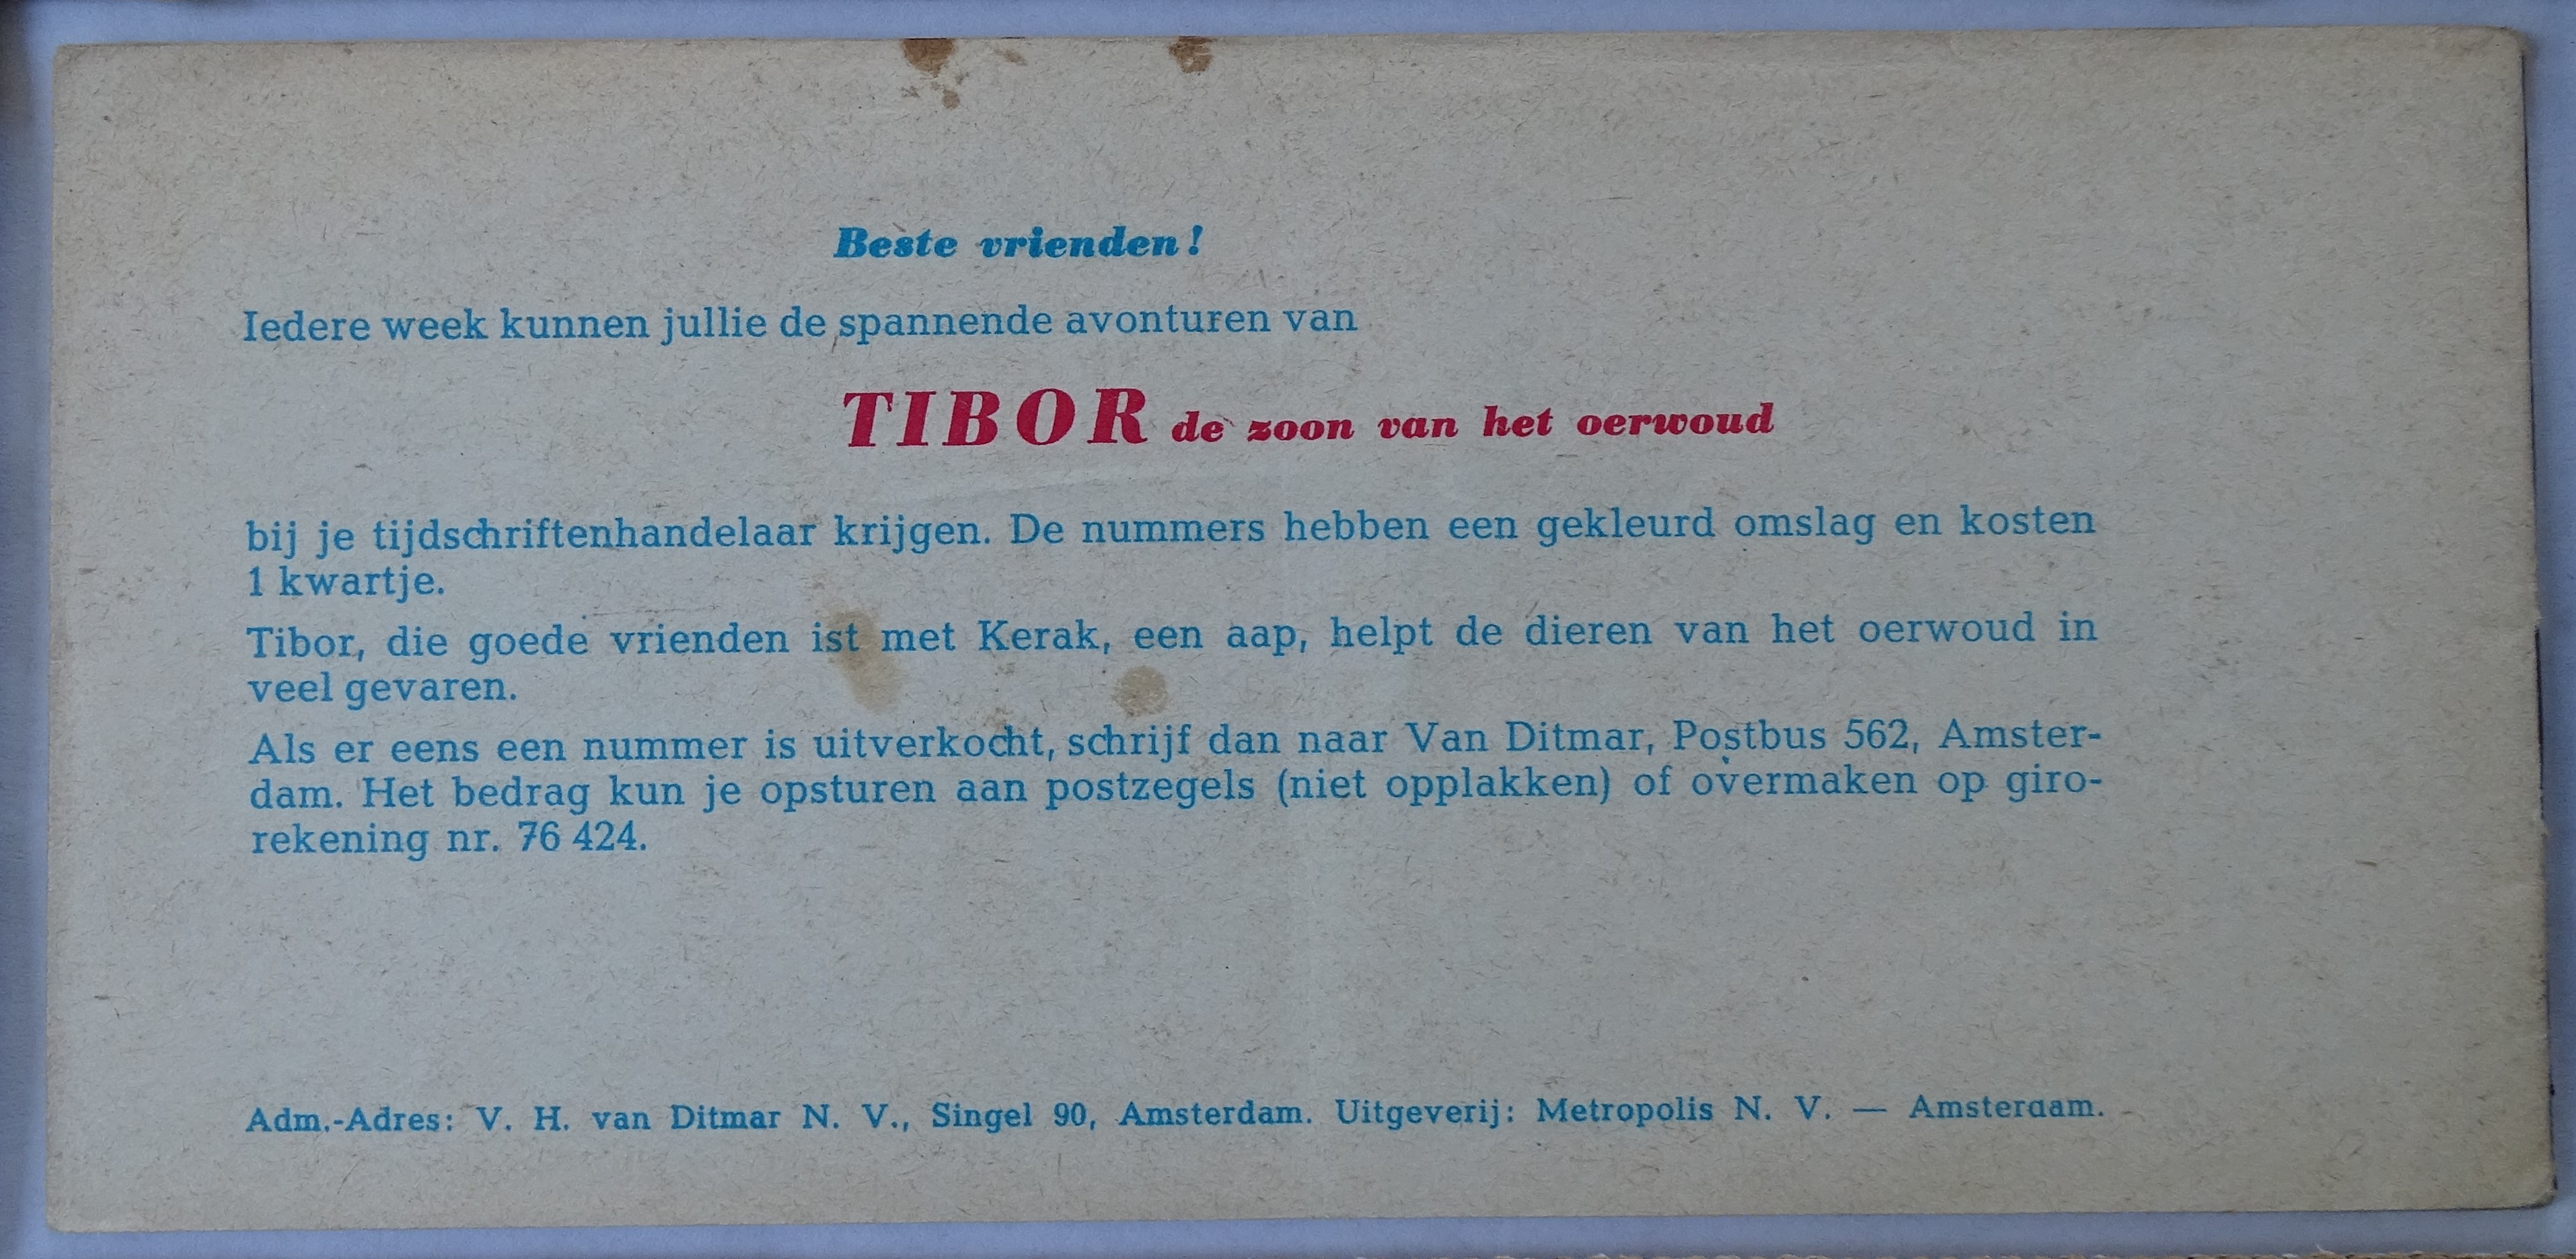 Beste vrienden!
Iedere week kunnen jullie de spannende avonturen van
TIBOR de zoon van het oerwoud
bij je tijdschriftenhandelaar krijgen. De nummers hebben een gekleurd omslag en kosten
1 kwartje.
Tibor, die goede vrienden ist met Kerak, een aap, helpt de dieren van het oerwoud in
veel gevaren.
Als er eens een nummer is uitverkocht, schrijf dan naar Van Ditmar, Postbus 562, Amster-
dam. Het bedrag kun je opsturen aan postzegels (niet opplakken) of overmaken op giro-
rekening nr. 76 424.
Adm.-Adres: V. H. van Ditmar N. V., Singel 90, Amsterdam. Uitgeverij: Metropolis N. V. — Amsterdam.